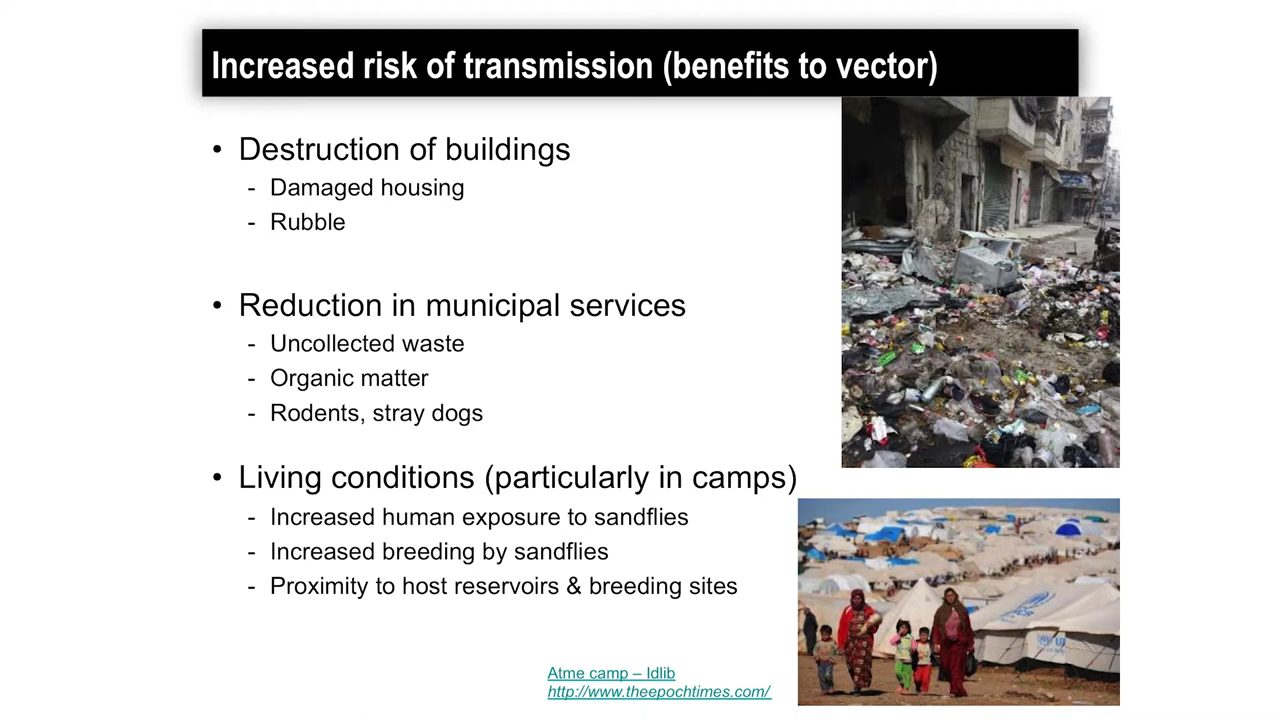 Increased risk of transmission (benefits to vector)
• Destruction of buildings
- Damaged housing
- Rubble
• Reduction in municipal services
- Uncollected waste
- Organic matter
- Rodents, stray dogs
• Living conditions (particularly in camps)
- Increased human exposure to sandflies
- Increased breeding by sandflies
- Proximity to host reservoirs & breeding sites
Atme camp – Idlib
http://www.theepochtimes.com/